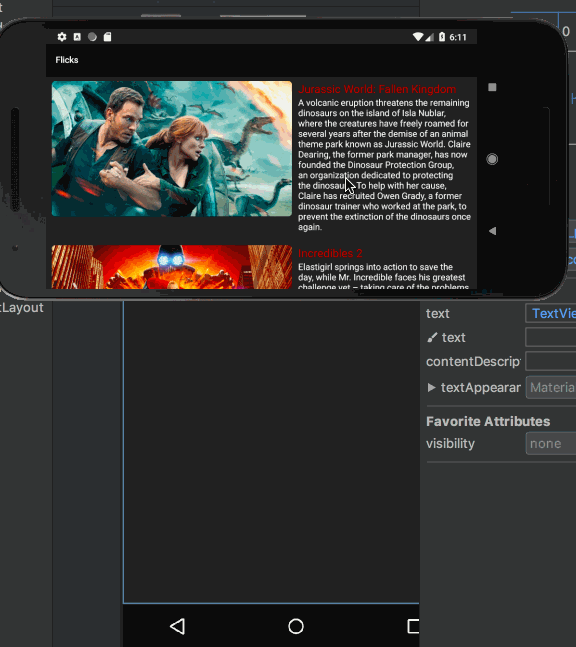 6:11
0
Flicks
Jurassic World: Fallen Kingdom
A volcanic eruption threatens the remaining
dinosaurs on the island of Isla Nublar,
where the creatures have freely roamed for
several years after the demise of an animal
theme park known as Jurassic World. Claire
Dearing, the former park manager, has now
founded the Dinosaur Protection Group,
an organization dedicated to protecting
the dinosaurs. To help with her cause,
Claire has recruited Owen Grady, a former
dinosaur trainer who worked at the park, to
prevent the extinction of the dinosaurs once
again.
Incredibles 2
Elastigirl springs into action to save the
day, while Mr. Incredible faces his greatest
challenge yet – taking care of the problems
tLayout
text
TextVie
text
contentDescrip
textAppearar
Materia
Favorite Attributes
visibility
none